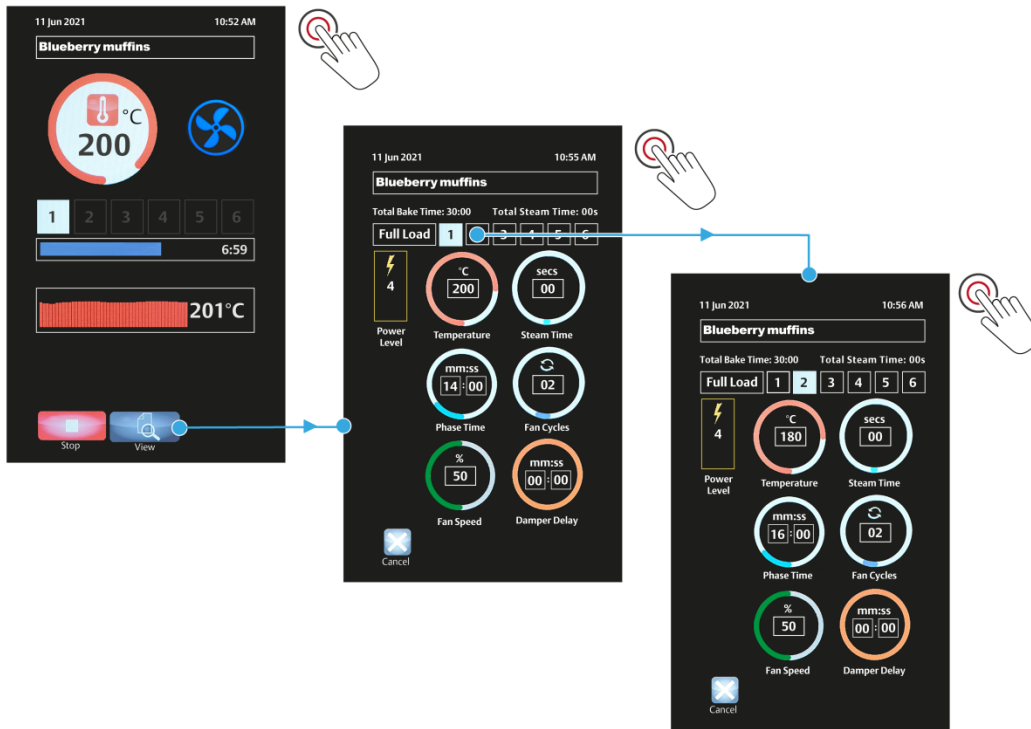 11 Jun 2021 10:52 AM
Blueberry muffins
°C
200
1 2 3 4 5 6
6:59
201°C
Stop View
11 Jun 2021 10:55 AM
Blueberry muffins
Total Bake Time: 30:00 Total Steam Time: 00s
Full Load 1 3 4 5 6
4
Power
Level
°C
200
Temperature
secs
00
Steam Time
mm:ss
14:00
Phase Time
02
Fan Cycles
%
50
Fan Speed
mm:ss
00:00
Damper Delay
Cancel
11 Jun 2021 10:56 AM
Blueberry muffins
Total Bake Time: 30:00 Total Steam Time: 00s
Full Load 1 2 3 4 5 6
4
Power
Level
°C
180
Temperature
secs
00
Steam Time
mm:ss
16:00
Phase Time
02
Fan Cycles
%
50
Fan Speed
mm:ss
00:00
Damper Delay
Cancel